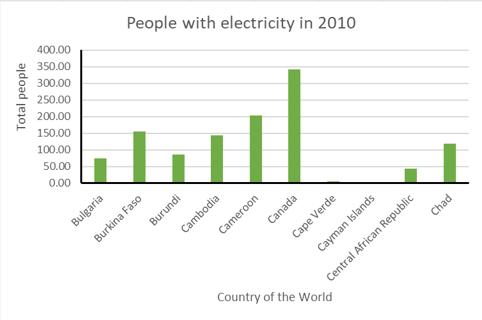 People with electricity in 2010
Total people
400.00
350.00
300.00
250.00
200.00
150.00
100.00
50.00
0.00
Bulgaria
Burkina Faso
Burundi
Cambodia
Cameroon
Canada
Cape Verde
Cayman Islands
Central African Republic
Chad
Country of the World